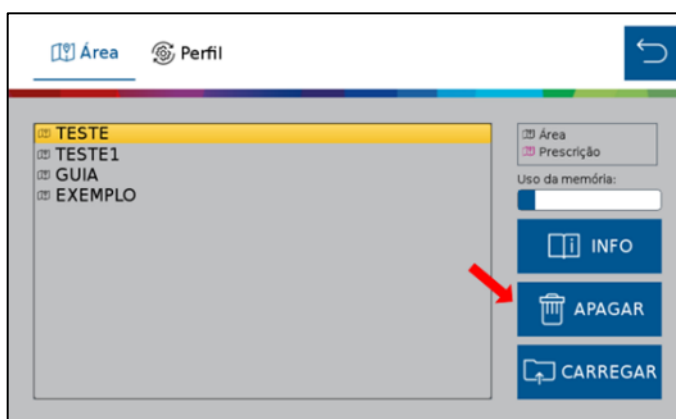 Área
Perfil
TESTE
TESTE1
GUIA
EXEMPLO
Área
Prescrição
Uso da memória:
INFO
APAGAR
CARREGAR